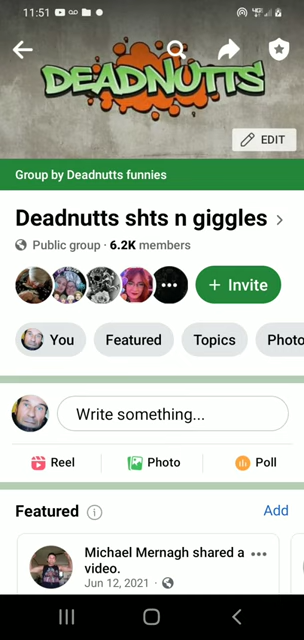 11:51
DEADNUTTS
EDIT
Group by Deadnutts funnies
Deadnutts shts n giggles
Public group · 6.2K members
+ Invite
You
Featured
Topics
Photo
Write something...
Reel
Photo
Poll
Featured
Add
Michael Mernagh shared a
video.
Jun 12, 2021